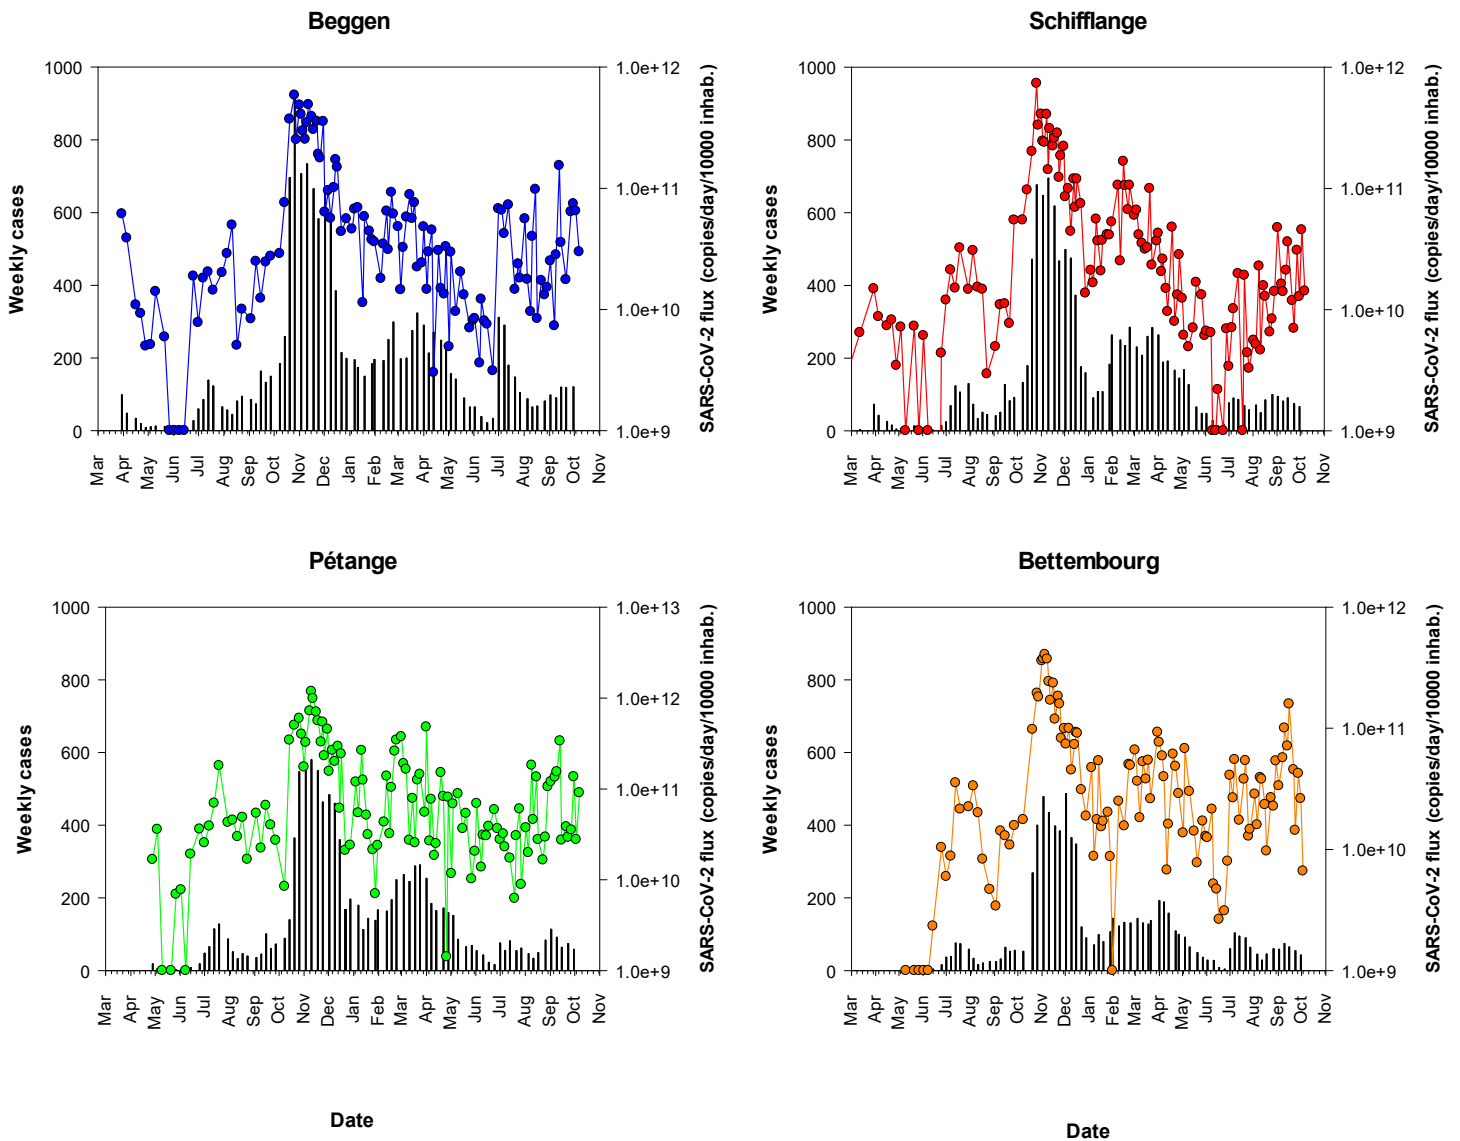 Beggen
Weekly cases
1000
800
600
400
200
0
1.0e+12
1.0e+11
1.0e+10
1.0e+9
SARS-CoV-2 flux (copies/day/10000 inhab.)
Mar Apr May Jun Jul Aug Sep Oct Nov Dec Jan Feb Mar Apr May Jun Jul Aug Sep Oct Nov
Schifflange
Weekly cases
1000
800
600
400
200
0
1.0e+12
1.0e+11
1.0e+10
1.0e+9
SARS-CoV-2 flux (copies/day/10000 inhab.)
Mar Apr May Jun Jul Aug Sep Oct Nov Dec Jan Feb Mar Apr May Jun Jul Aug Sep Oct Nov
Pétange
Weekly cases
1000
800
600
400
200
0
1.0e+13
1.0e+12
1.0e+11
1.0e+10
1.0e+9
SARS-CoV-2 flux (copies/day/10000 inhab.)
Mar Apr May Jun Jul Aug Sep Oct Nov Dec Jan Feb Mar Apr May Jun Jul Aug Sep Oct Nov
Date
Bettembourg
Weekly cases
1000
800
600
400
200
0
1.0e+12
1.0e+11
1.0e+10
1.0e+9
SARS-CoV-2 flux (copies/day/10000 inhab.)
Mar Apr May Jun Jul Aug Sep Oct Nov Dec Jan Feb Mar Apr May Jun Jul Aug Sep Oct Nov
Date